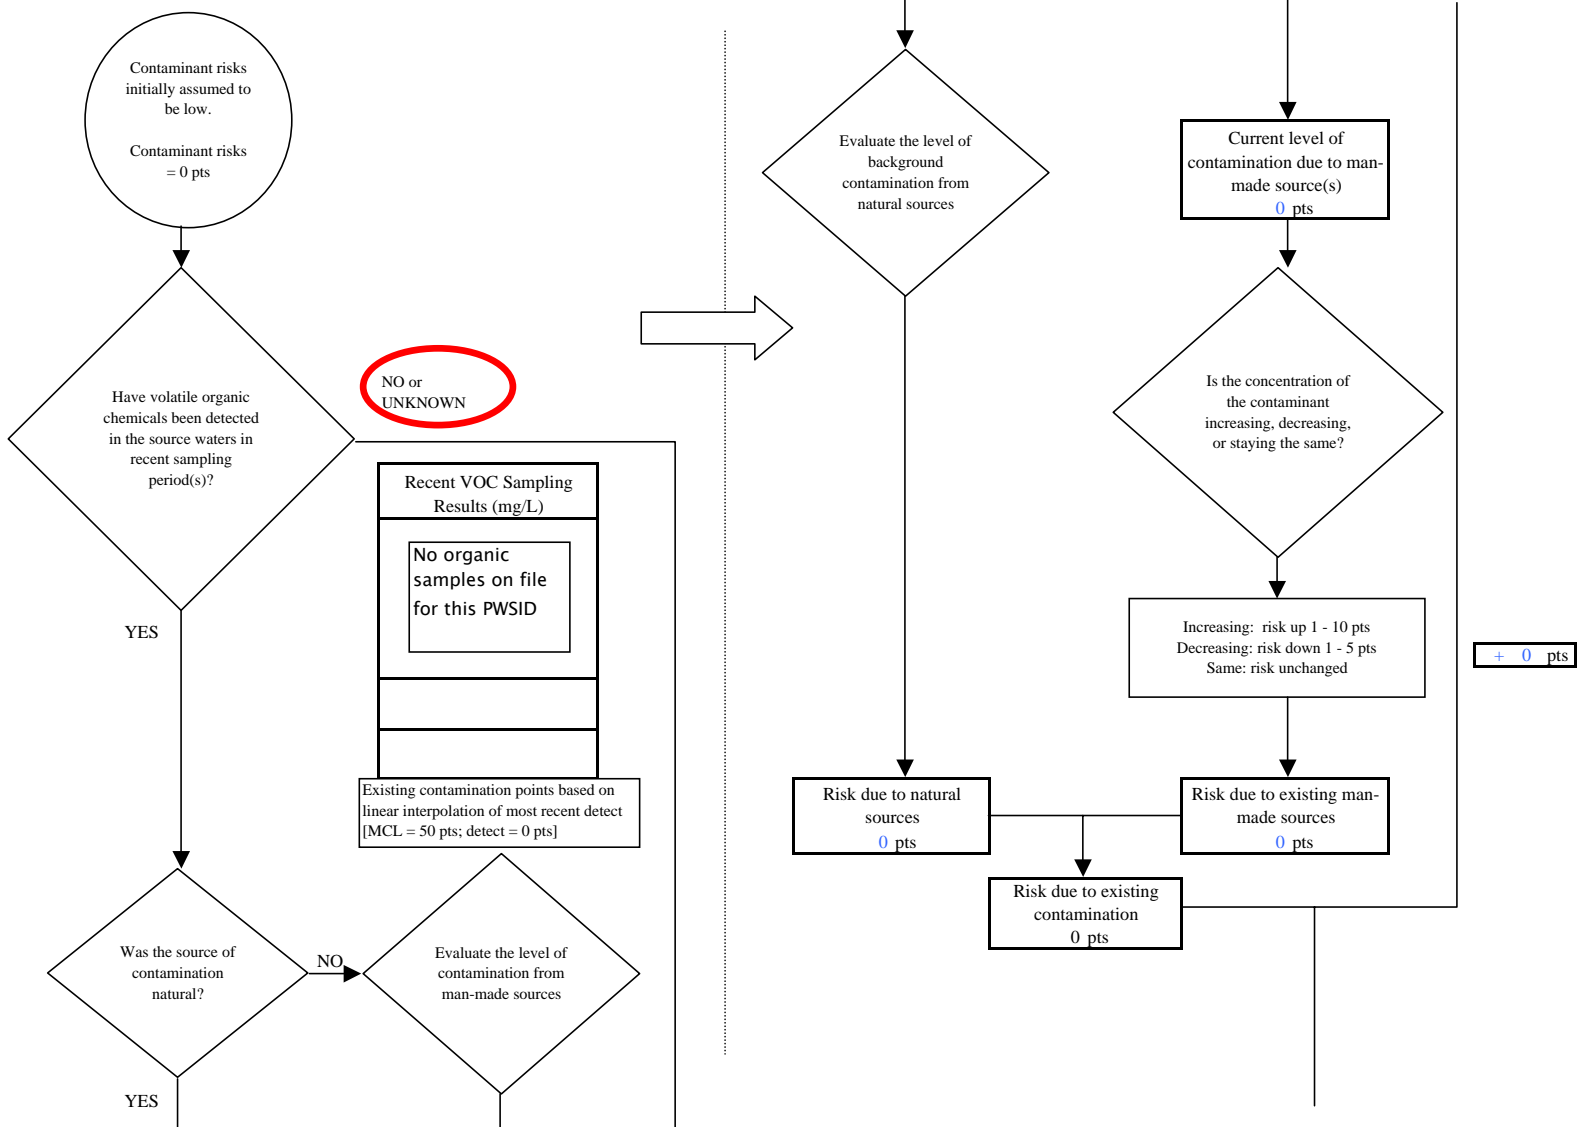 Contaminant risks
initially assumed to
be low.
Contaminant risks
= 0 pts
Have volatile organic
chemicals been detected
in the source waters in
recent sampling
period(s)?
NO or
UNKNOWN
YES
Recent VOC Sampling
Results (mg/L)
No organic
samples on file
for this PWSID
Existing contamination points based on
linear interpolation of most recent detect
[MCL = 50 pts; detect = 0 pts]
Was the source of
contamination
natural?
NO
YES
Evaluate the level of
contamination from
man-made sources
Evaluate the level of
background
contamination from
natural sources
Current level of
contamination due to man-
made source(s)
0 pts
Is the concentration of
the contaminant
increasing, decreasing,
or staying the same?
Increasing: risk up 1 - 10 pts
Decreasing: risk down 1 - 5 pts
Same: risk unchanged
+ 0 pts
Risk due to natural
sources
0 pts
Risk due to existing man-
made sources
0 pts
Risk due to existing
contamination
0 pts